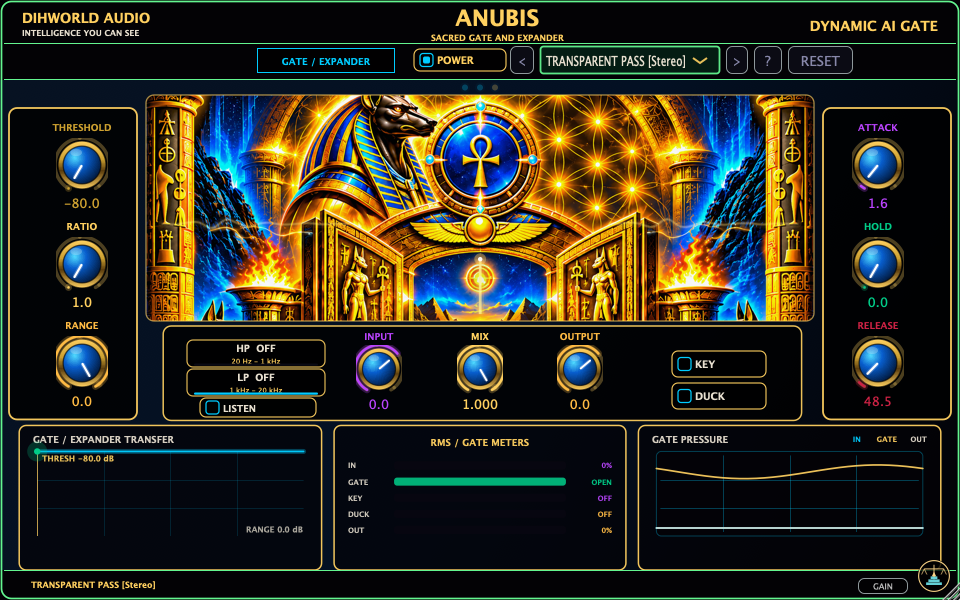 DIHWORLD AUDIO
INTELLIGENCE YOU CAN SEE
ANUBIS
SACRED GATE AND EXPANDER
DYNAMIC AI GATE
GATE / EXPANDER
POWER
<
TRANSPARENT PASS [Stereo]
>
?
RESET
THRESHOLD
-80.0
RATIO
1.0
RANGE
0.0
ATTACK
1.6
HOLD
0.0
RELEASE
48.5
HP OFF
20 Hz - 1 kHz
LP OFF
1 kHz - 20 kHz
LISTEN
INPUT
0.0
MIX
1.000
OUTPUT
0.0
KEY
DUCK
GATE / EXPANDER TRANSFER
THRESH -80.0 dB
RANGE 0.0 dB
RMS / GATE METERS
IN 0%
GATE OPEN
KEY OFF
DUCK OFF
OUT 0%
GATE PRESSURE
IN GATE OUT
TRANSPARENT PASS [Stereo]
GAIN